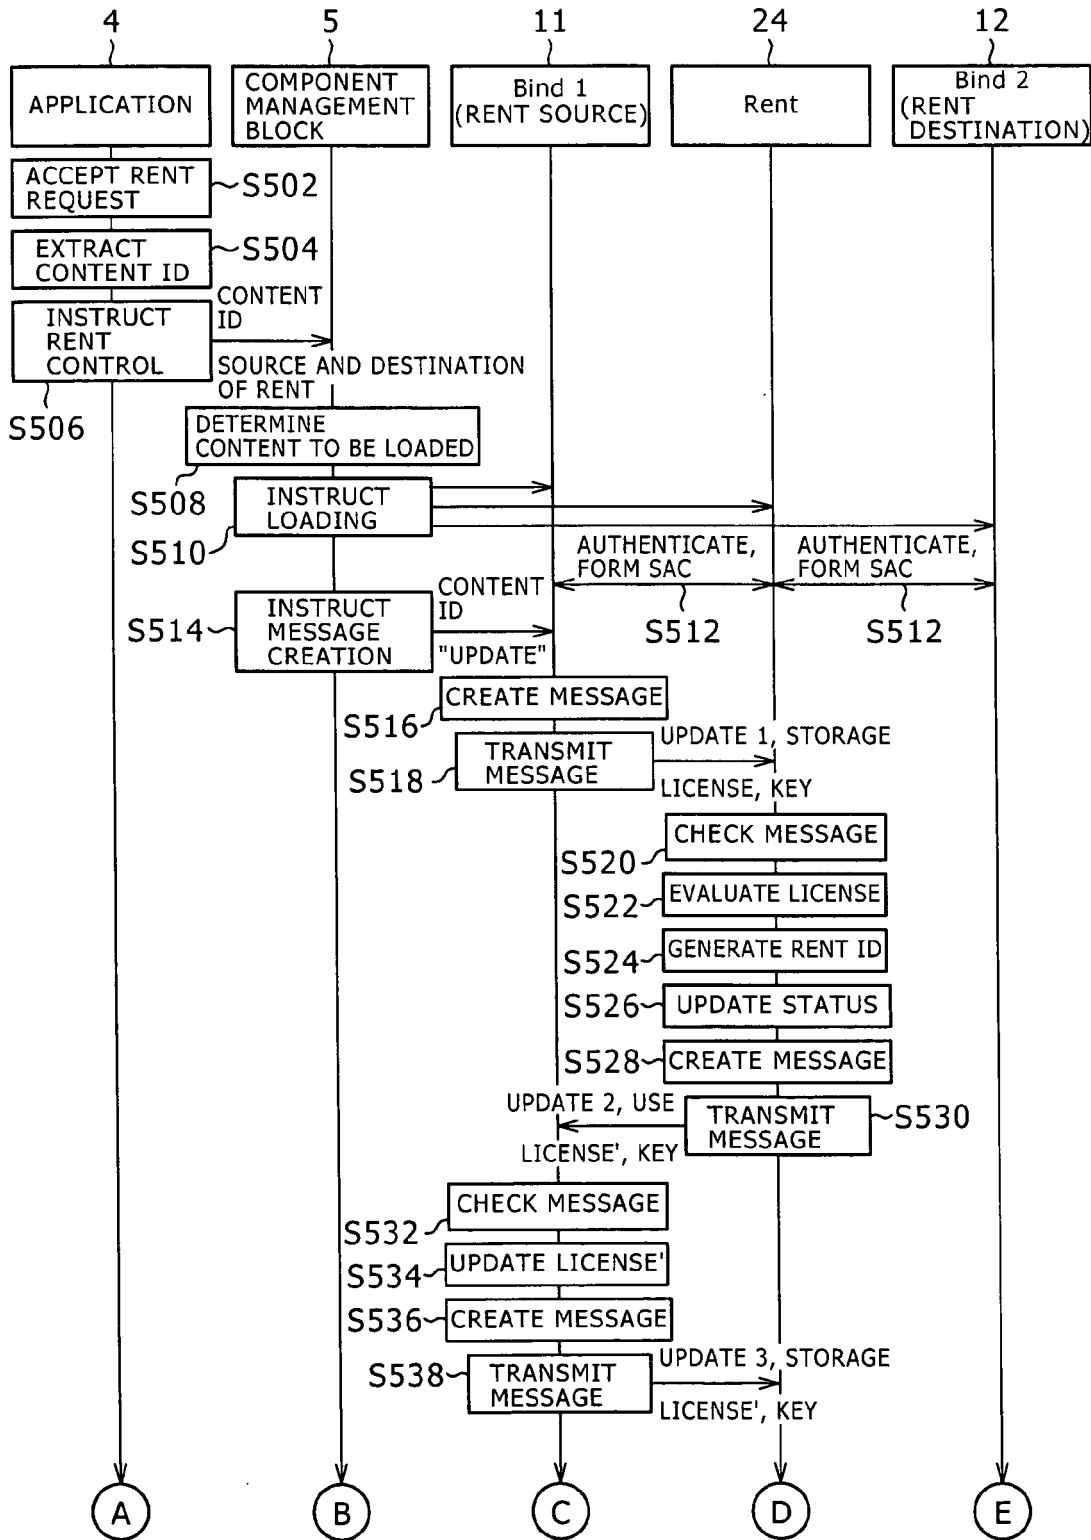 4
5
11
24
12
APPLICATION
COMPONENT
MANAGEMENT
BLOCK
Bind 1
(RENT SOURCE)
Rent
Bind 2
(RENT
DESTINATION)
ACCEPT RENT
REQUEST
S502
EXTRACT
CONTENT ID
S504
INSTRUCT
RENT
CONTROL
S506
CONTENT
ID
SOURCE AND DESTINATION
OF RENT
DETERMINE
CONTENT TO BE LOADED
S508
INSTRUCT
LOADING
S510
AUTHENTICATE,
FORM SAC
S512
AUTHENTICATE,
FORM SAC
S512
S514
INSTRUCT
MESSAGE
CREATION
CONTENT
ID
"UPDATE"
CREATE MESSAGE
S516
TRANSMIT
MESSAGE
S518
UPDATE 1, STORAGE
LICENSE, KEY
CHECK MESSAGE
S520
EVALUATE LICENSE
S522
GENERATE RENT ID
S524
UPDATE STATUS
S526
CREATE MESSAGE
S528
TRANSMIT
MESSAGE
S530
UPDATE 2, USE
LICENSE', KEY
CHECK MESSAGE
S532
UPDATE LICENSE'
S534
CREATE MESSAGE
S536
TRANSMIT
MESSAGE
S538
UPDATE 3, STORAGE
LICENSE', KEY
A
B
C
D
E